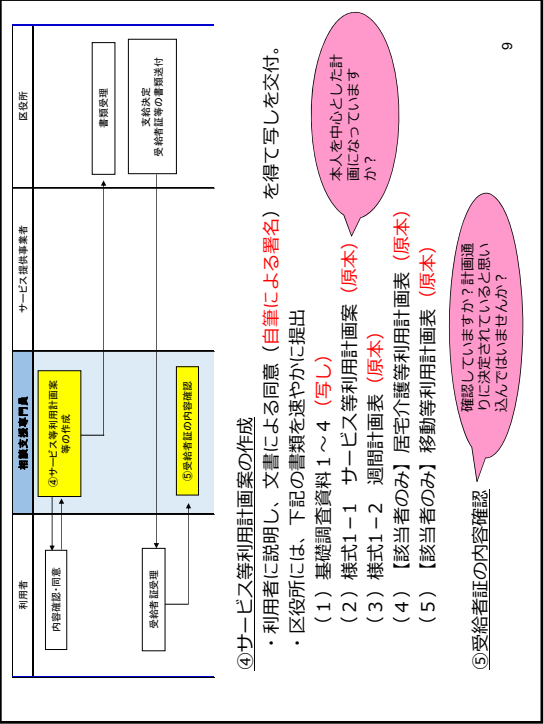 利用者
相談支援専門員
サービス提供事業者
区役所
④サービス等利用計画案
等の作成
内容確認・同意
書類受理
支給決定
受給者証等の書類送付
受給者証受理
⑤受給者証の内容確認
④サービス等利用計画案の作成
・利用者に説明し、文書による同意（自筆による署名）を得て写しを交付。
・区役所には、下記の書類を速やかに提出
（１）基礎調査資料１～４（写し）
（２）様式１－１　サービス等利用計画案（原本）
（３）様式１－２　週間計画表（原本）
（４）【該当者のみ】居宅介護等利用計画表（原本）
（５）【該当者のみ】移動等利用計画表（原本）
本人を中心とした計
画になっています
か？
⑤受給者証の内容確認
確認していますか？計画通
りに決定されていると思い
込んではいませんか？
9